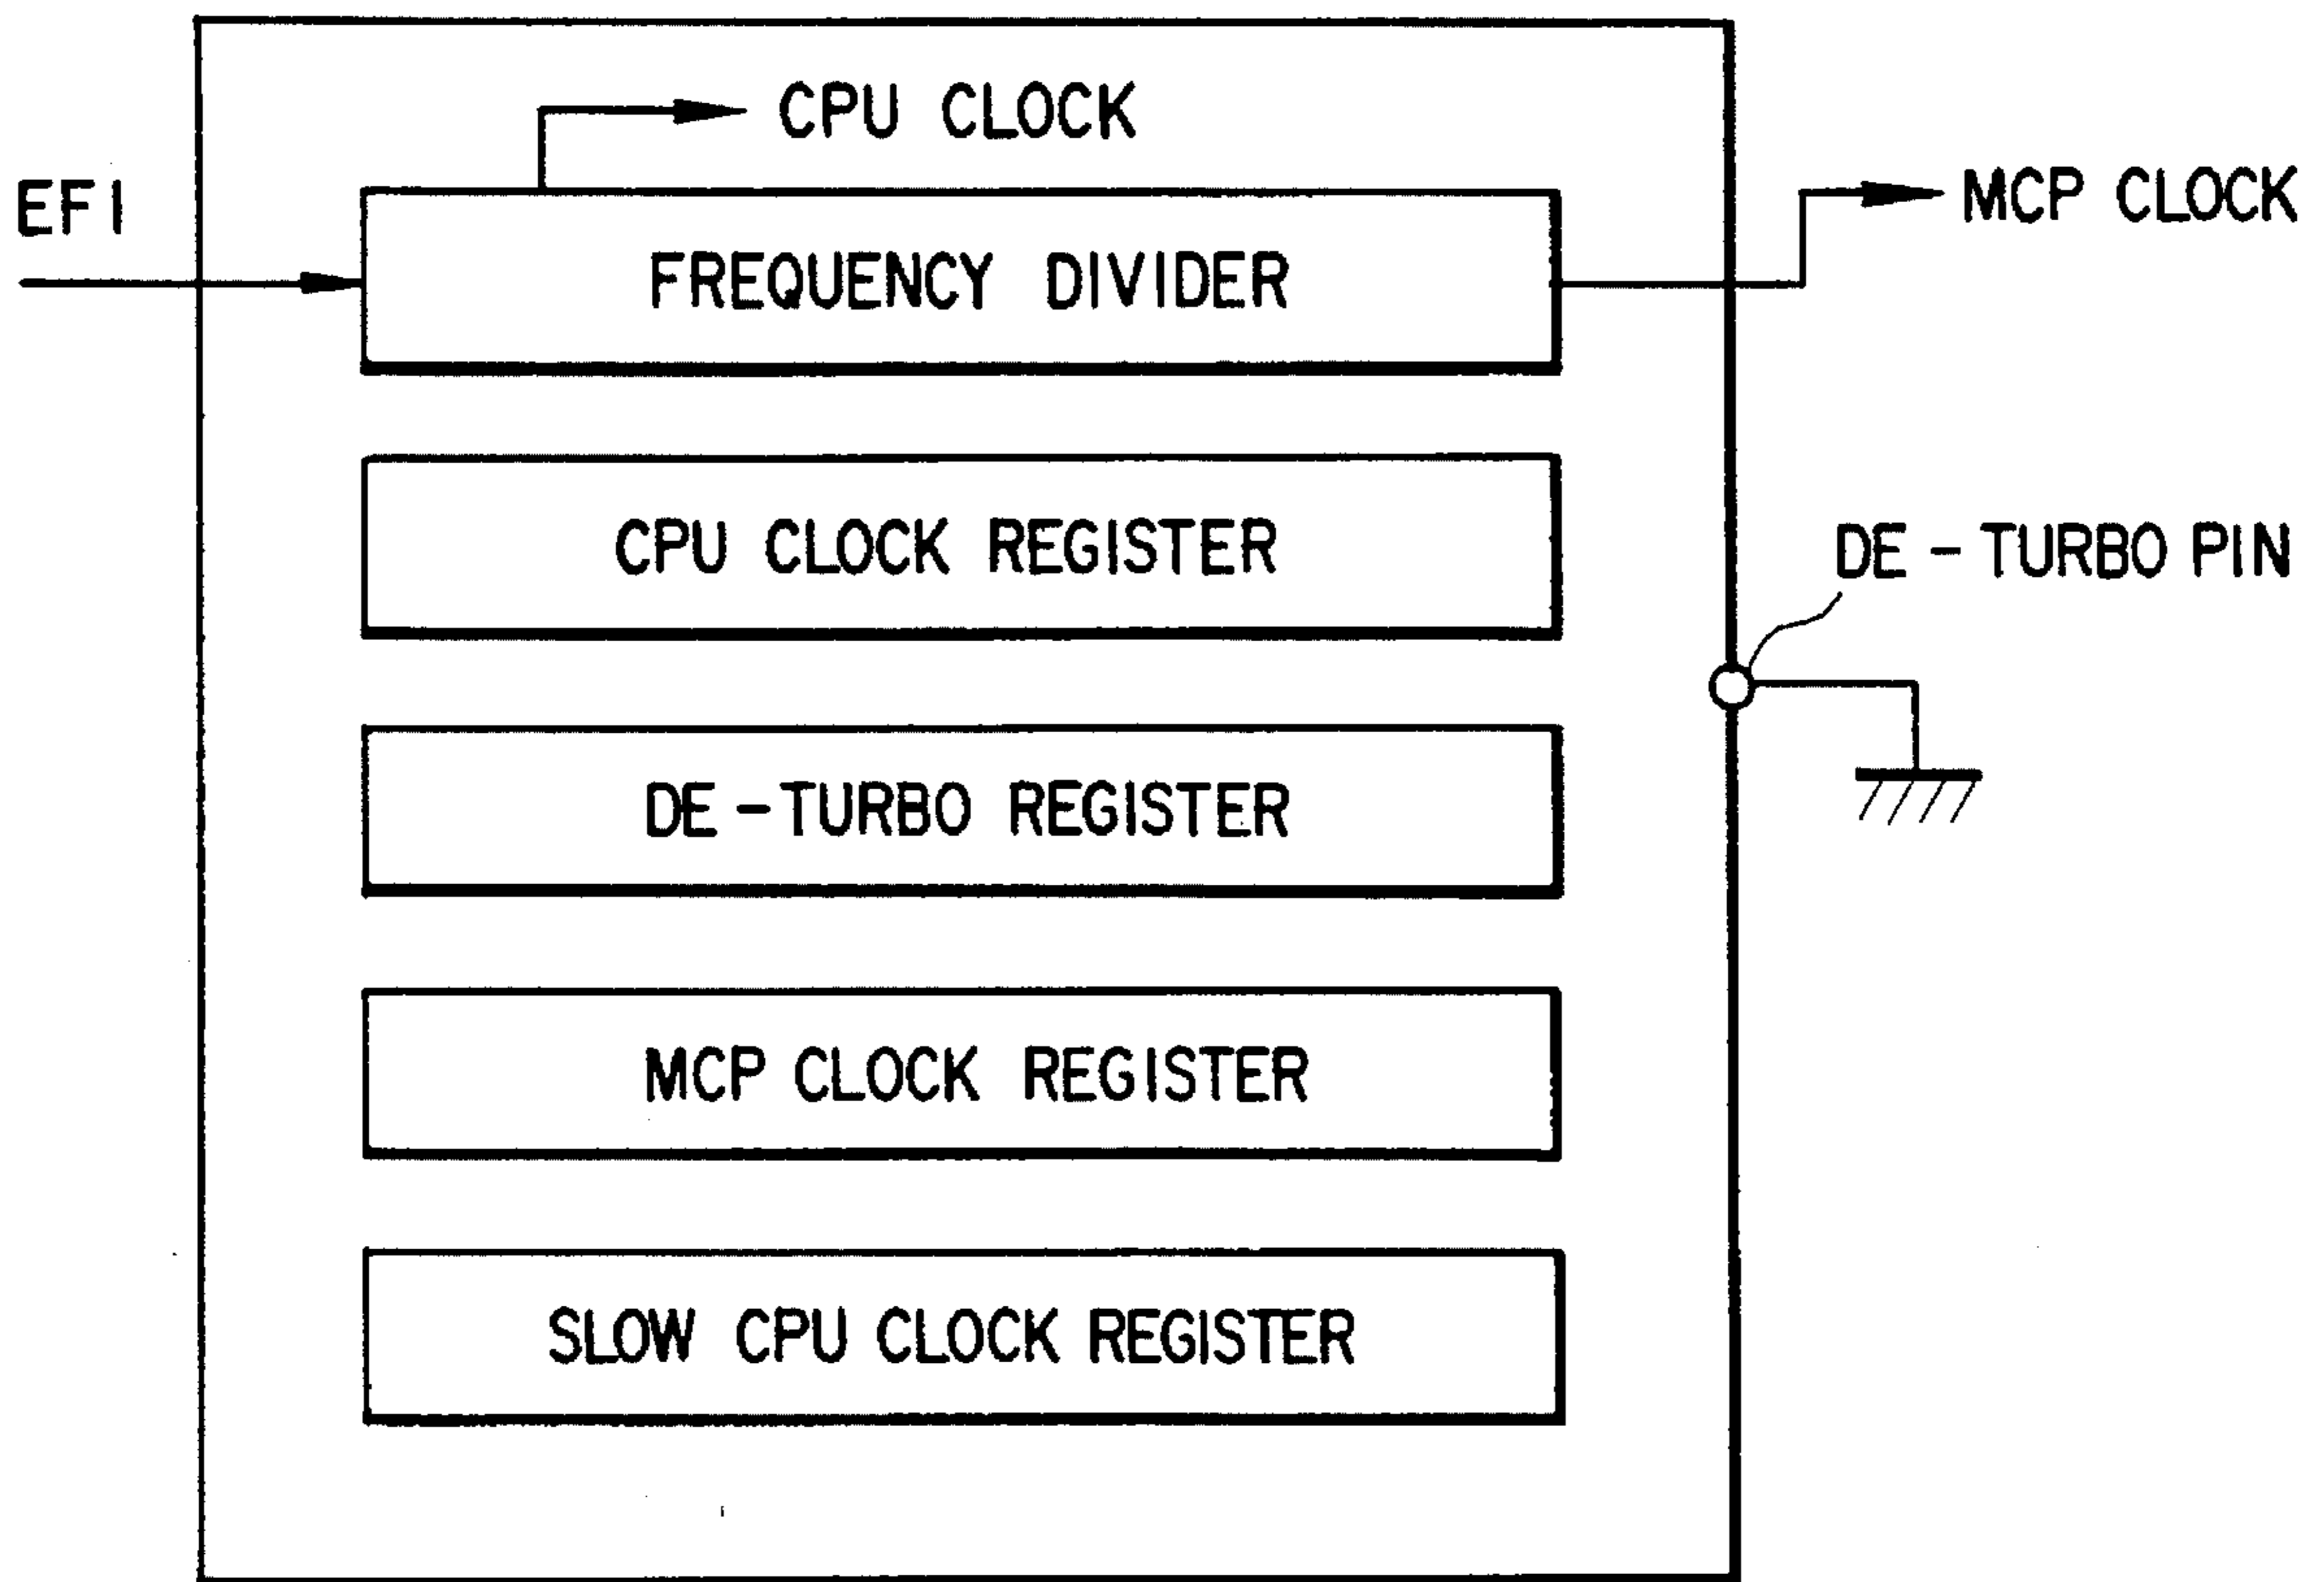 CPU CLOCK
EFI
MCP CLOCK
FREQUENCY DIVIDER
CPU CLOCK REGISTER
DE-TURBO PIN
DE-TURBO REGISTER
MCP CLOCK REGISTER
SLOW CPU CLOCK REGISTER